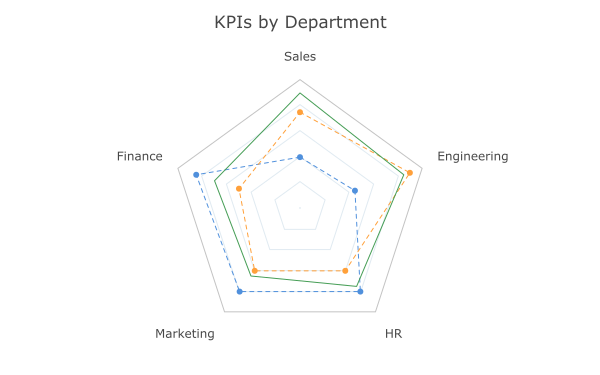 KPIs by Department
Sales
Finance
Engineering
Marketing
HR